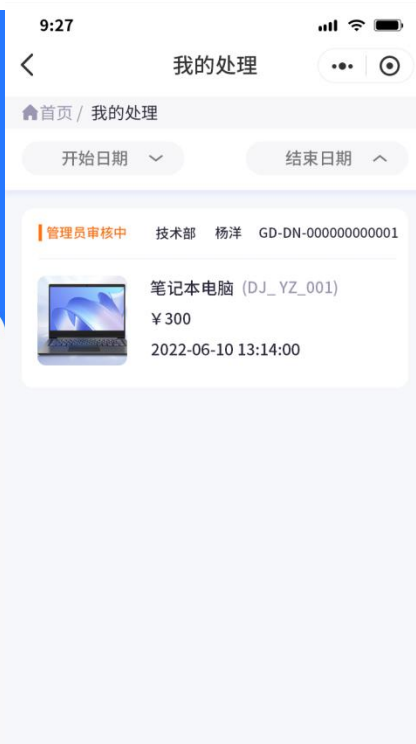 9:27
我的处理
首页 / 我的处理
开始日期 结束日期
管理员审核中 技术部 杨洋 GD-DN-000000000001
笔记本电脑 (DJ_ YZ_001)
¥300
2022-06-10 13:14:00